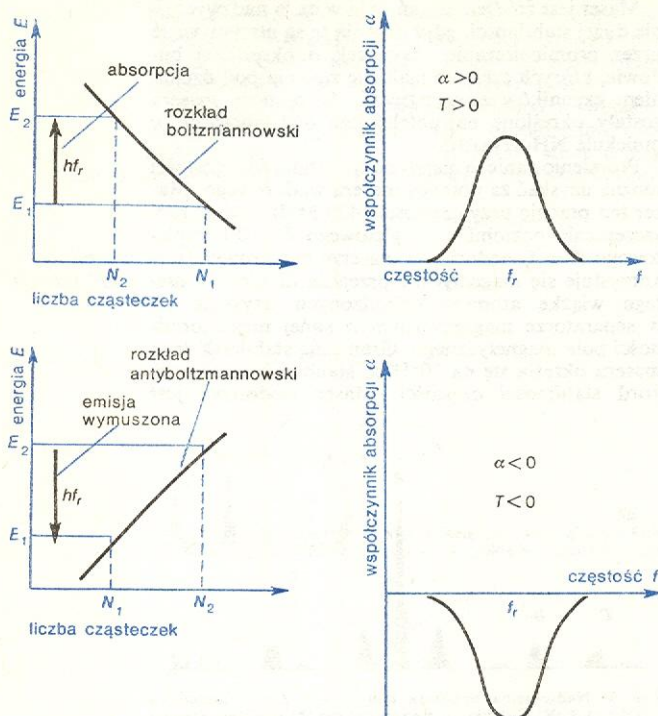 energia E
E₂
E₁
absorpcja
rozkład
boltzmannowski
hfᵣ
N₂
N₁
liczba cząsteczek
współczynnik absorpcji α
α>0
T>0
częstość
fᵣ
f
energia E
E₂
E₁
rozkład
antyboltzmannowski
emisja
wymuszona
hfᵣ
N₁
N₂
liczba cząsteczek
współczynnik absorpcji α
α<0
T<0
częstość f
fᵣ